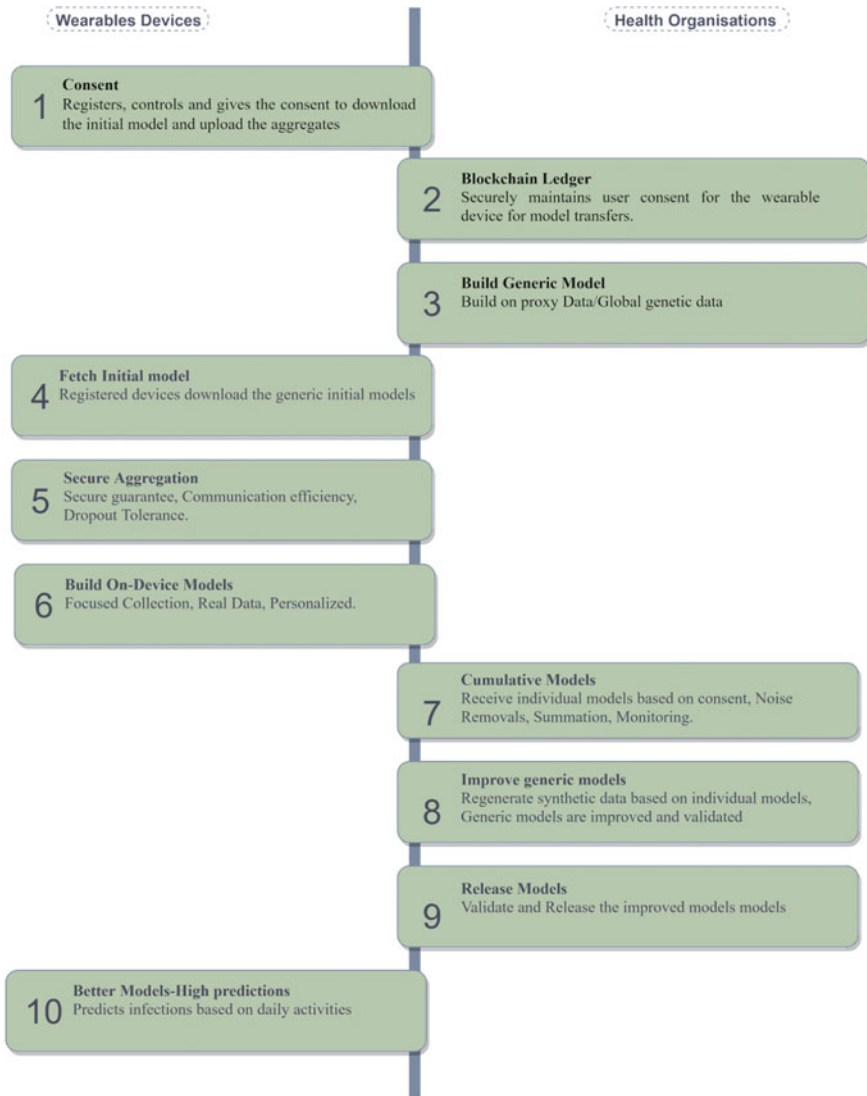 Wearables Devices
Health Organisations
1
Consent
Registers, controls and gives the consent to download
the initial model and upload the aggregates
2
Blockchain Ledger
Securely maintains user consent for the wearable
device for model transfers.
3
Build Generic Model
Build on proxy Data/Global genetic data
4
Fetch Initial model
Registered devices download the generic initial models
5
Secure Aggregation
Secure guarantee, Communication efficiency,
Dropout Tolerance.
6
Build On-Device Models
Focused Collection, Real Data, Personalized.
7
Cumulative Models
Receive individual models based on consent, Noise
Removals, Summation, Monitoring.
8
Improve generic models
Regenerate synthetic data based on individual models,
Generic models are improved and validated
9
Release Models
Validate and Release the improved models models
10
Better Models-High predictions
Predicts infections based on daily activities